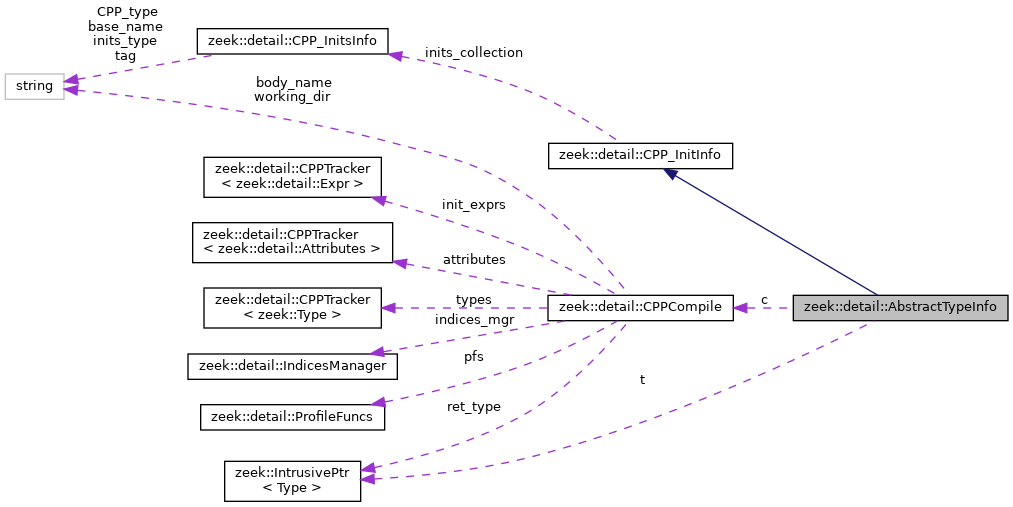 CPP_type
base_name
inits_type
tag
zeek::detail::CPP_InitsInfo
inits_collection
string
body_name
working_dir
zeek::detail::CPP_InitInfo
zeek::detail::CPPTracker
< zeek::detail::Expr >
init_exprs
zeek::detail::CPPTracker
< zeek::detail::Attributes >
attributes
zeek::detail::CPPTracker
< zeek::Type >
types
zeek::detail::CPPCompile
c
zeek::detail::AbstractTypeInfo
indices_mgr
zeek::detail::IndicesManager
pfs
t
zeek::detail::ProfileFuncs
ret_type
zeek::IntrusivePtr
< Type >